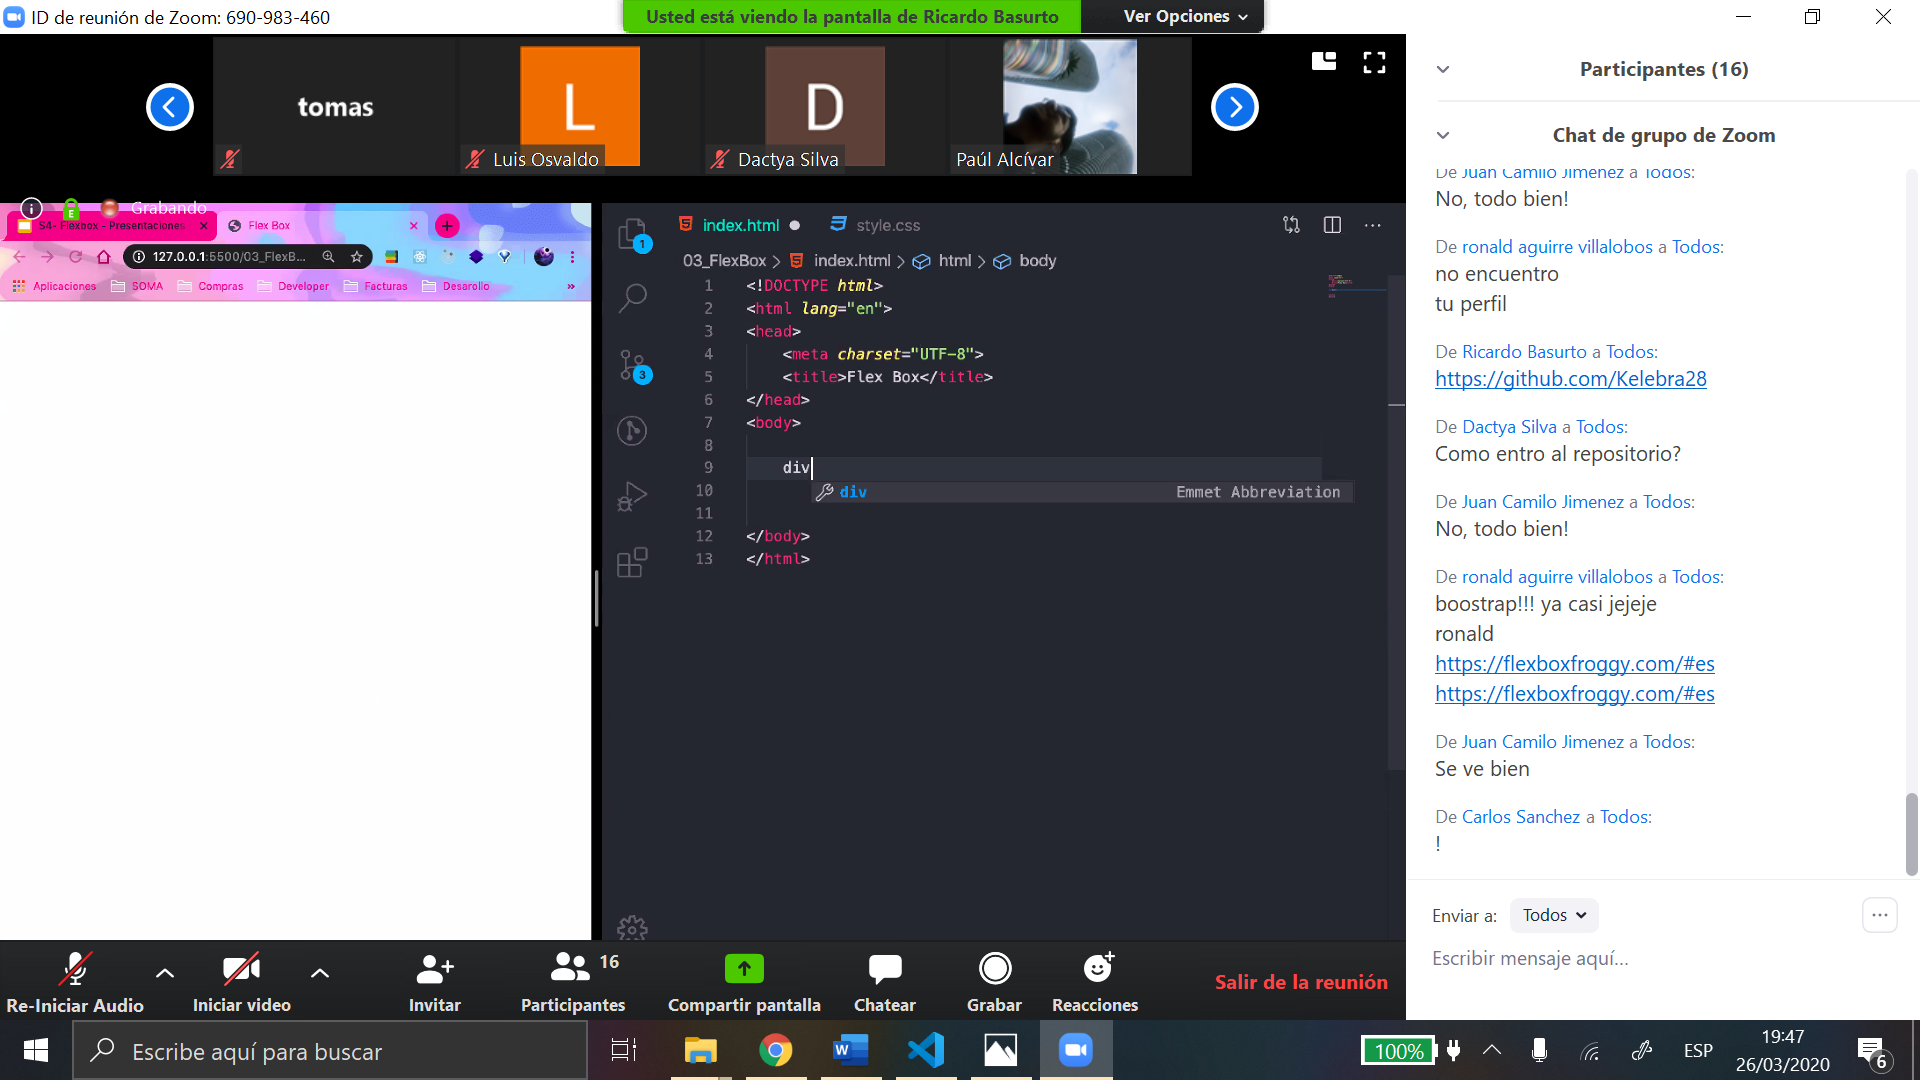 ID de reunión de Zoom: 690-983-460
Usted está viendo la pantalla de Ricardo Basurto
Ver Opciones
tomas
L
Luis Osvaldo
D
Dactya Silva
Paúl Alcívar
Grabando
S4- Flexbox - Presentaciones
Flex Box
127.0.0.1:5500/03_FlexB...
Aplicaciones
SOMA
Compras
Developer
Facturas
Desarollo
»
1
3
index.html
style.css
03_FlexBox > index.html > html > body
1 <!DOCTYPE html>
2 <html lang="en">
3 <head>
4 <meta charset="UTF-8">
5 <title>Flex Box</title>
6 </head>
7 <body>
8
9 div
div Emmet Abbreviation
10
11
12 </body>
13 </html>
Participantes (16)
Chat de grupo de Zoom
De Juan Camilo Jimenez a Todos:
No, todo bien!
De ronald aguirre villalobos a Todos:
no encuentro
tu perfil
De Ricardo Basurto a Todos:
https://github.com/Kelebra28
De Dactya Silva a Todos:
Como entro al repositorio?
De Juan Camilo Jimenez a Todos:
No, todo bien!
De ronald aguirre villalobos a Todos:
boostrap!!! ya casi jejeje
ronald
https://flexboxfroggy.com/#es
https://flexboxfroggy.com/#es
De Juan Camilo Jimenez a Todos:
Se ve bien
De Carlos Sanchez a Todos:
!
Enviar a: Todos
Escribir mensaje aquí...
Re-Iniciar Audio
Iniciar video
Invitar
16
Participantes
Compartir pantalla
Chatear
Grabar
Reacciones
Salir de la reunión
Escribe aquí para buscar
100%
ESP
19:47
26/03/2020
6